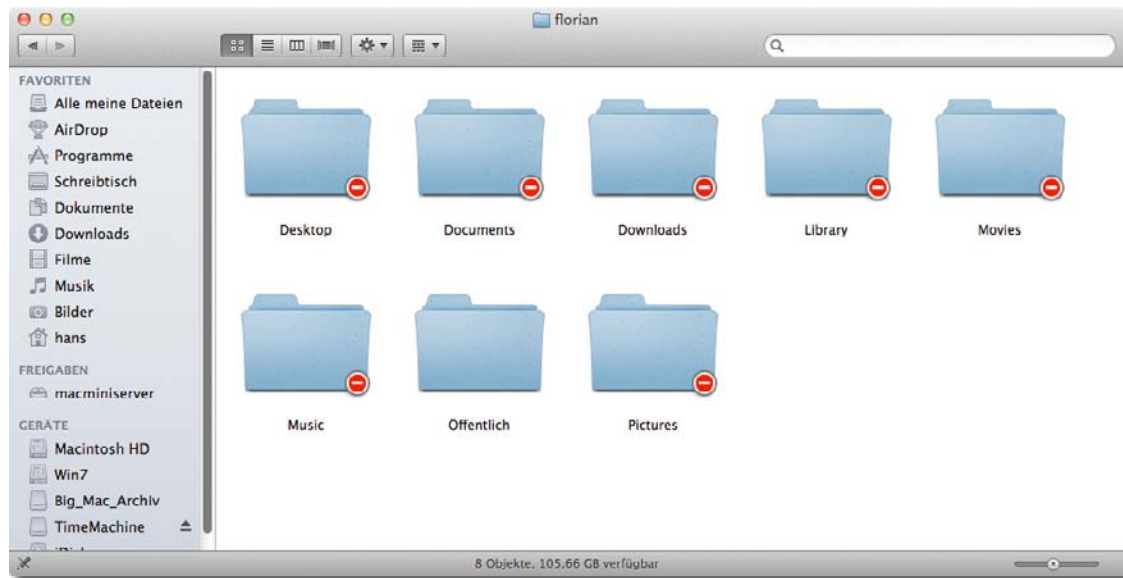 florian
FAVORITEN
Alle meine Dateien
AirDrop
Programme
Schreibtisch
Dokumente
Downloads
Filme
Musik
Bilder
hans
FREIGABEN
macminiserver
GERÄTE
Macintosh HD
Win7
Big_Mac_Archiv
TimeMachine
Desktop
Documents
Downloads
Library
Movies
Music
Öffentlich
Pictures
8 Objekte, 105,66 GB verfügbar